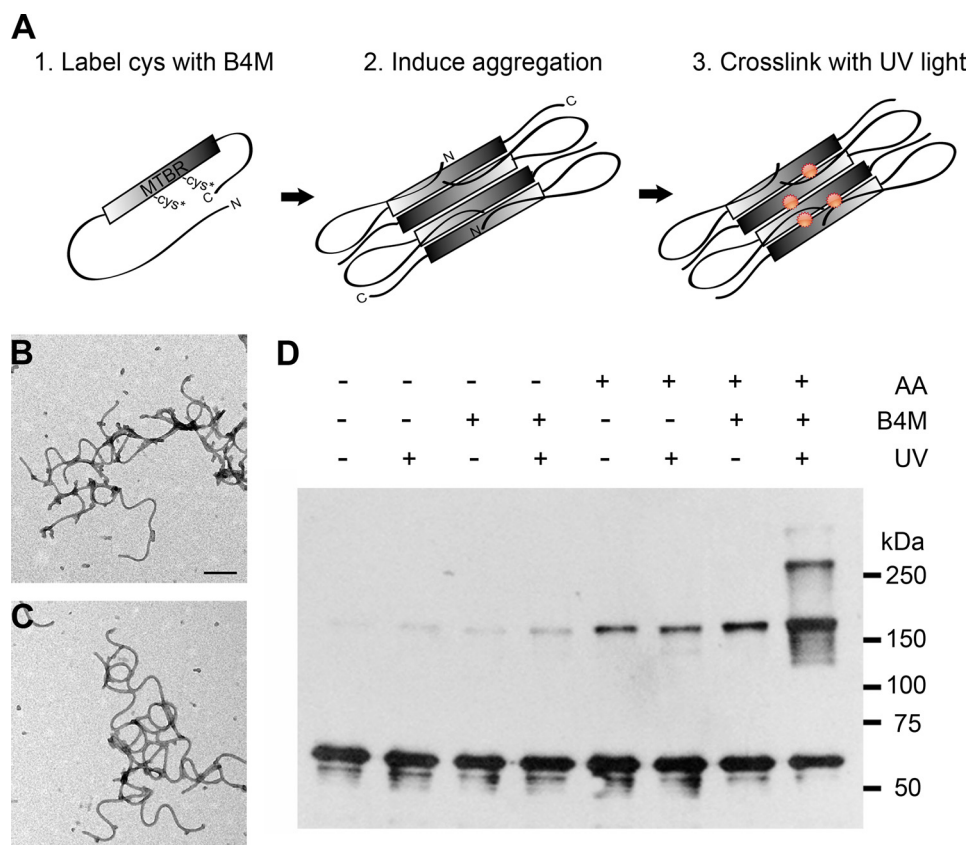 A
1. Label cys with B4M
2. Induce aggregation
3. Crosslink with UV light
MTBR
-cys*
-cys*
C
N
C
N
N
C
B
C
D
- - - - + + + + AA
- - + + - - + + B4M
- + - + - + - + UV
kDa
250
150
100
75
50